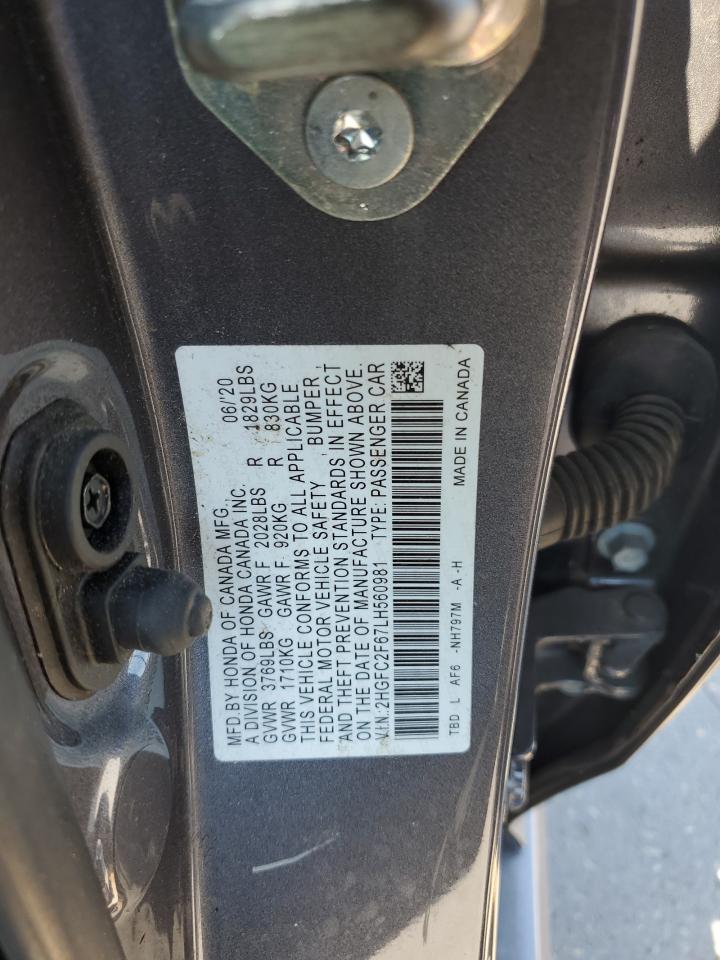 MFD.BY HONDA OF CANADA MFG., 06/'20
A DIVISION OF HONDA CANADA INC.
GVWR 3769LBS GAWR F 2028LBS R 1829LBS
GVWR 1710KG GAWR F 920KG R 830KG
THIS VEHICLE CONFORMS TO ALL APPLICABLE
FEDERAL MOTOR VEHICLE SAFETY, BUMPER,
AND THEFT PREVENTION STANDARDS IN EFFECT
ON THE DATE OF MANUFACTURE SHOWN ABOVE.
V.I.N.:2HGFC2F67LH560981 TYPE: PASSENGER CAR
TBD L AF6 -NH797M -A -H MADE IN CANADA